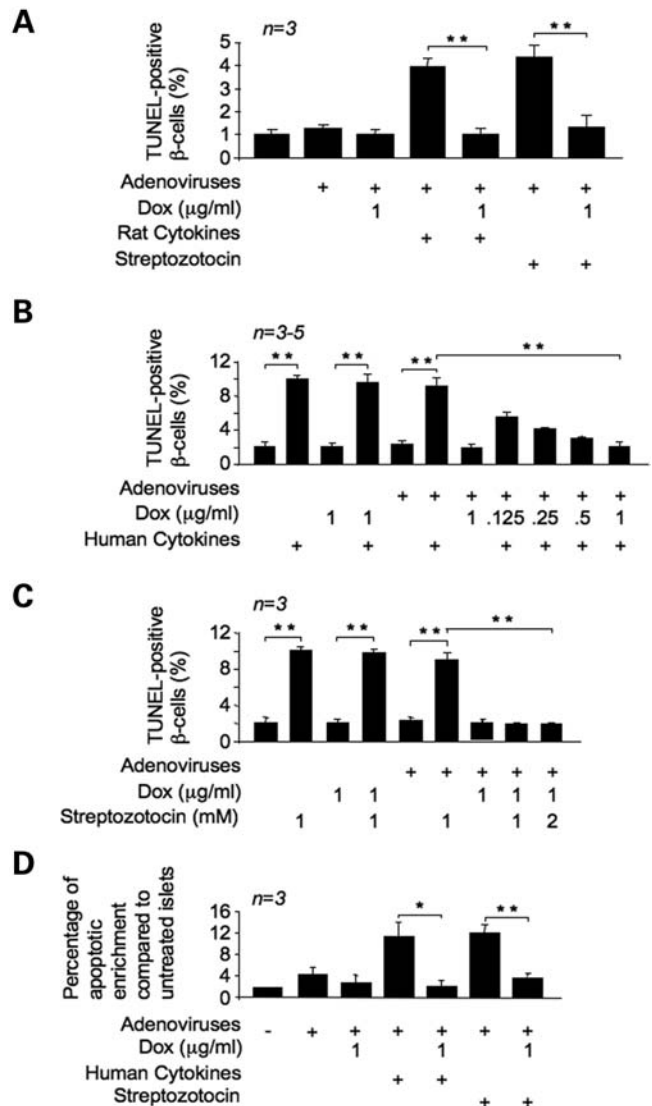 A
n=3
TUNEL-positive
β-cells (%)
5
4
3
2
1
0
**
**
Adenoviruses + + + + + +
Dox (μg/ml) 1 1 1
Rat Cytokines + +
Streptozotocin + +
B
n=3-5
TUNEL-positive
β-cells (%)
12
8
4
0
**
**
**
**
Adenoviruses + + + + + + +
Dox (μg/ml) 1 1 1 .125 .25 .5 1
Human Cytokines + + + + + + +
C
n=3
TUNEL-positive
β-cells (%)
12
8
4
0
**
**
**
**
Adenoviruses + + + + +
Dox (μg/ml) 1 1 1 1 1
Streptozotocin (mM) 1 1 1 1 2
D
n=3
Percentage of
apoptotic
enrichment
compared to
untreated islets
16
12
8
4
0
*
**
Adenoviruses - + + + + + +
Dox (μg/ml) 1 1 1
Human Cytokines + +
Streptozotocin + +